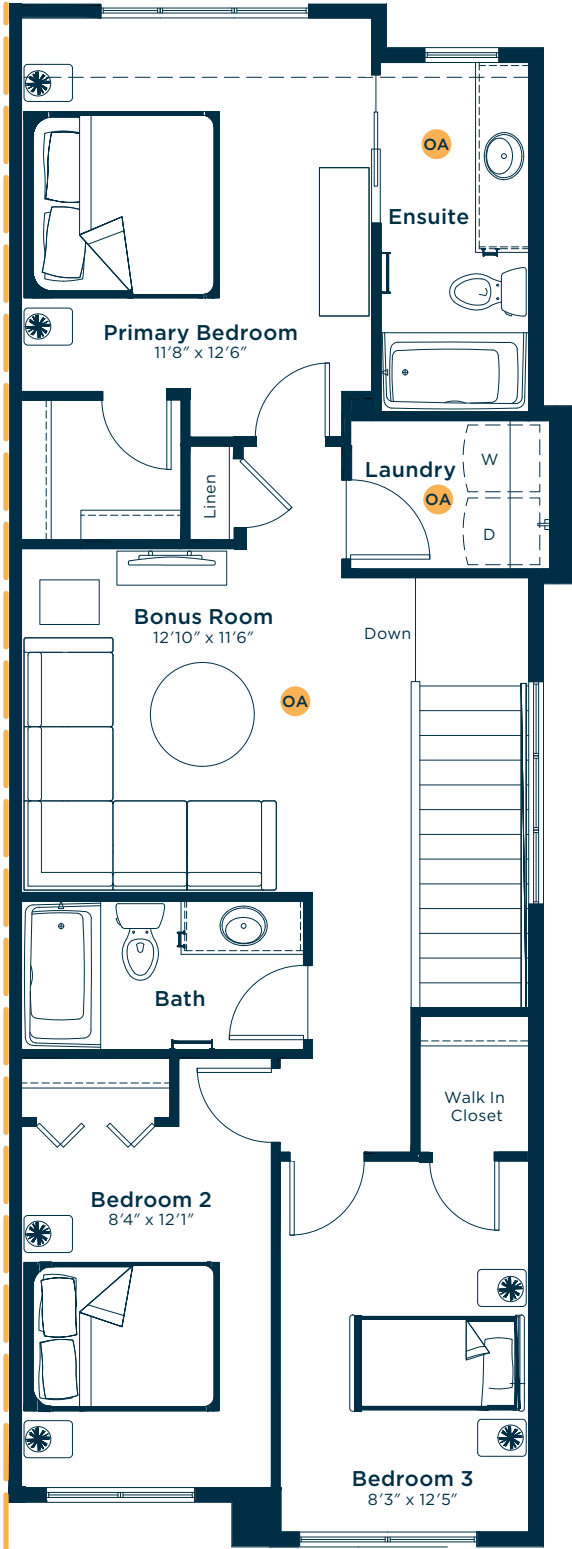 OA
Ensuite
Primary Bedroom
11'8" x 12'6"
Linen
Laundry
OA
W
D
Bonus Room
12'10" x 11'6"
Down
OA
Bath
Walk In
Closet
Bedroom 2
8'4" x 12'1"
Bedroom 3
8'3" x 12'5"